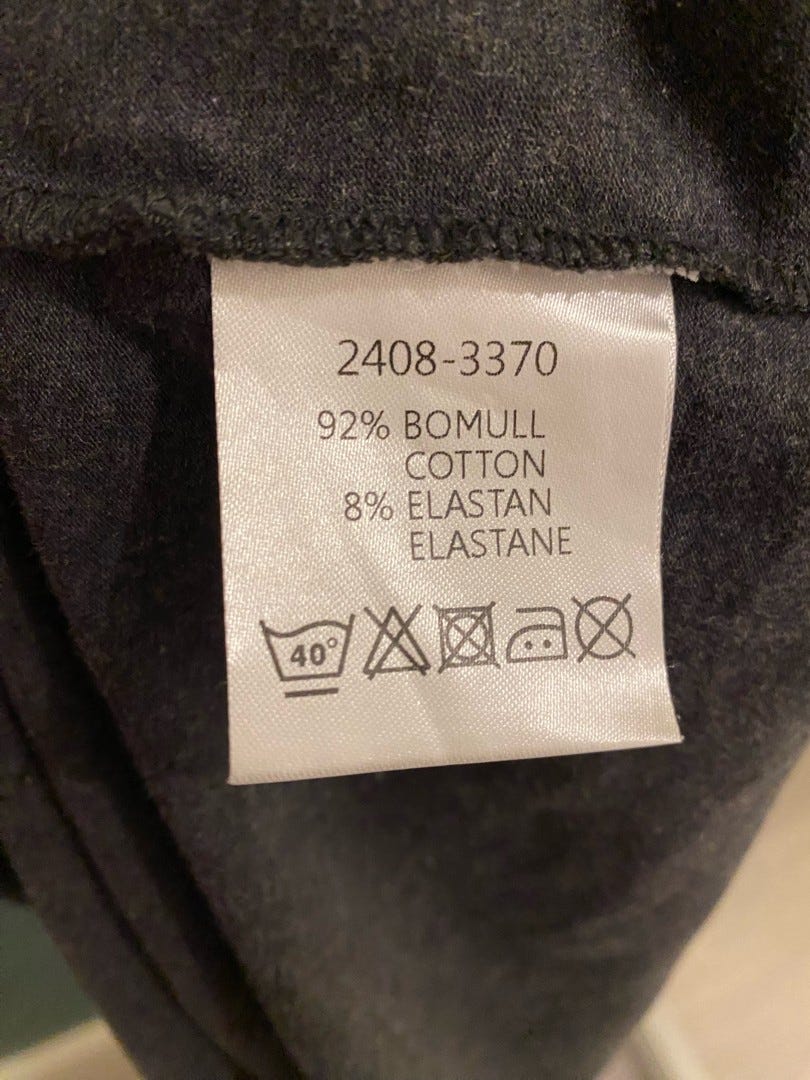 2408-3370
92% BOMULL
COTTON
8% ELASTAN
ELASTANE
40°